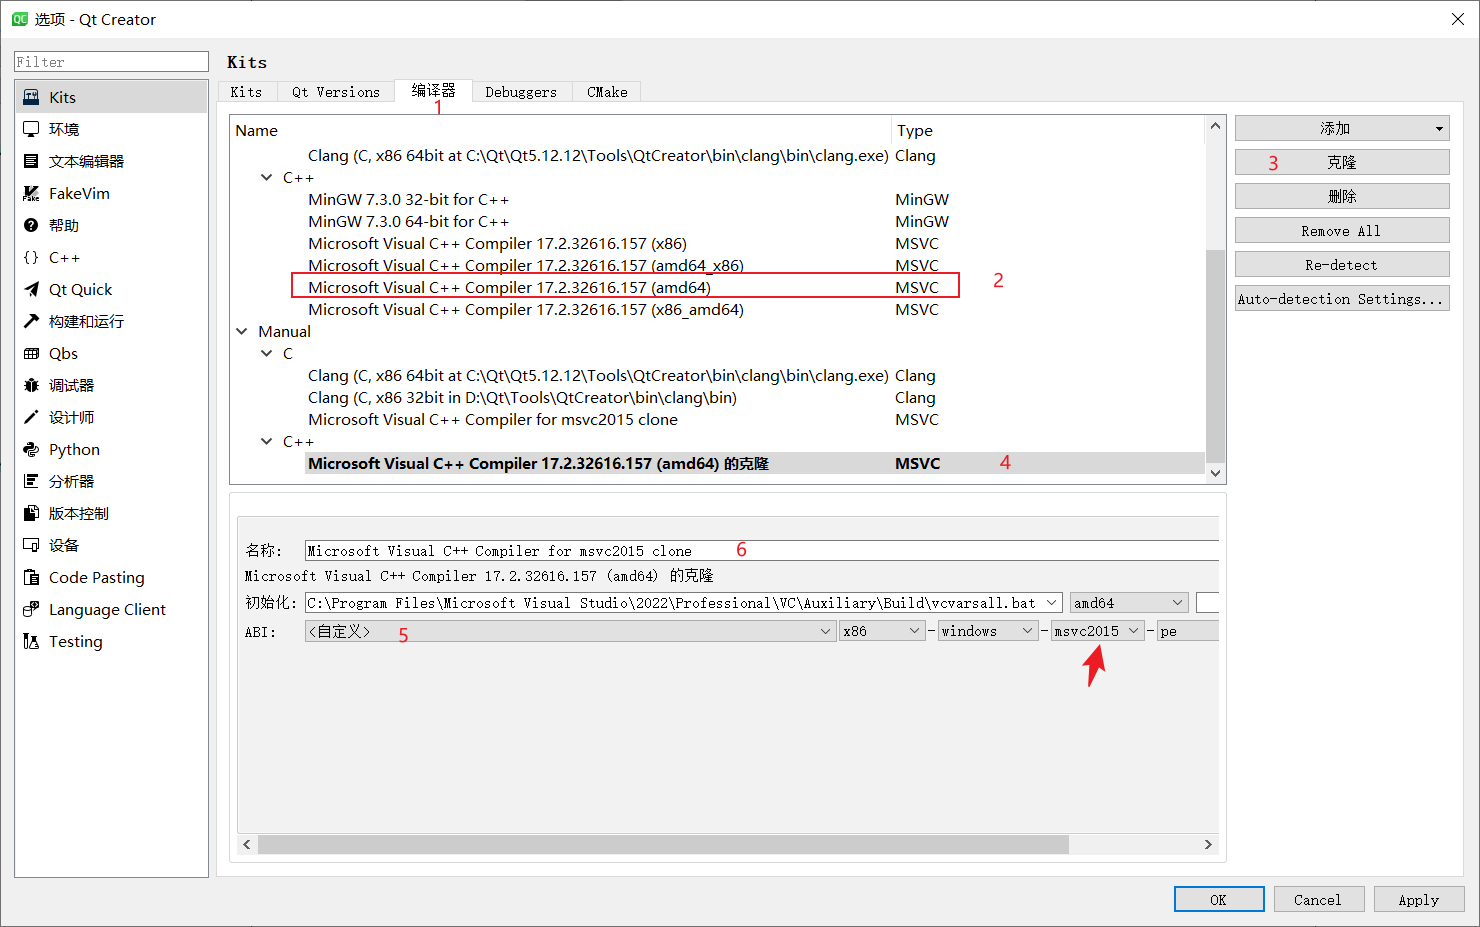 选项 - Qt Creator
Filter
Kits
环境
文本编辑器
FakeVim
帮助
{} C++
Qt Quick
构建和运行
Qbs
调试器
设计师
Python
分析器
版本控制
设备
Code Pasting
Language Client
Testing
Kits
Kits Qt Versions 编译器 Debuggers CMake
1
Name Type
Clang (C, x86 64bit at C:\Qt\Qt5.12.12\Tools\QtCreator\bin\clang\bin\clang.exe) Clang
C++
MinGW 7.3.0 32-bit for C++ MinGW
MinGW 7.3.0 64-bit for C++ MinGW
Microsoft Visual C++ Compiler 17.2.32616.157 (x86) MSVC
Microsoft Visual C++ Compiler 17.2.32616.157 (amd64_x86) MSVC
Microsoft Visual C++ Compiler 17.2.32616.157 (amd64) MSVC 2
Microsoft Visual C++ Compiler 17.2.32616.157 (x86_amd64) MSVC
Manual
C
Clang (C, x86 64bit at C:\Qt\Qt5.12.12\Tools\QtCreator\bin\clang\bin\clang.exe) Clang
Clang (C, x86 32bit in D:\Qt\Tools\QtCreator\bin\clang\bin) Clang
Microsoft Visual C++ Compiler for msvc2015 clone MSVC
C++
Microsoft Visual C++ Compiler 17.2.32616.157 (amd64) 的克隆 MSVC 4
添加
3 克隆
删除
Remove All
Re-detect
Auto-detection Settings...
名称: Microsoft Visual C++ Compiler for msvc2015 clone 6
Microsoft Visual C++ Compiler 17.2.32616.157 (amd64) 的克隆
初始化: C:\Program Files\Microsoft Visual Studio\2022\Professional\VC\Auxiliary\Build\vcvarsall.bat amd64
ABI: <自定义> 5 x86 - windows - msvc2015 - pe
OK Cancel Apply